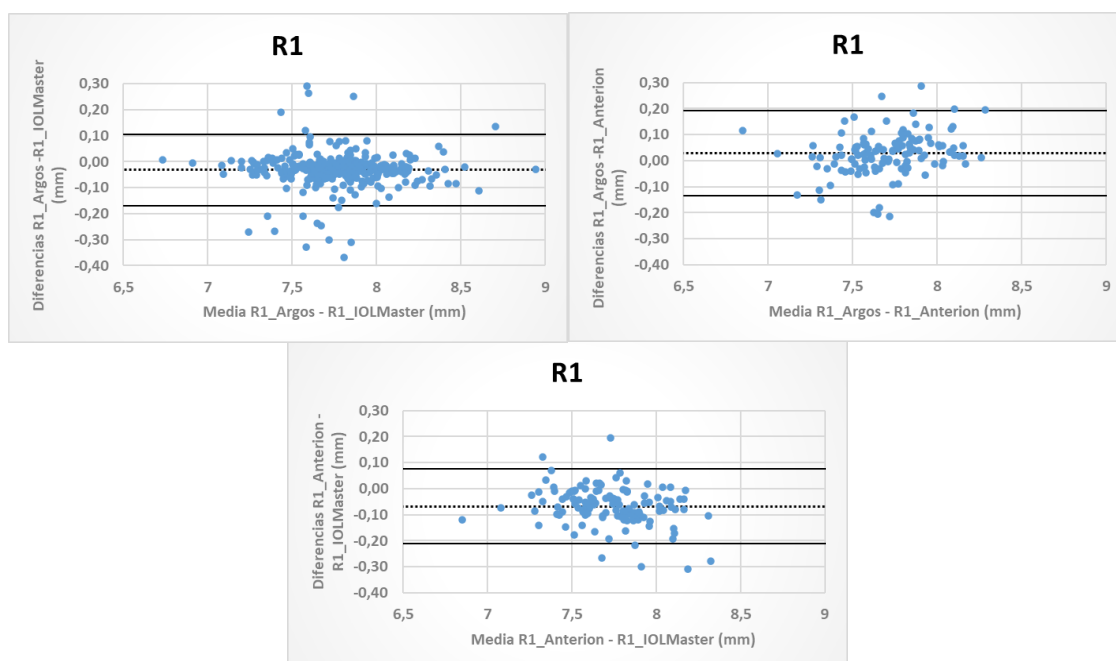 R1
Diferencias R1_Argos -R1_IOLMaster
(mm)
0,30
0,20
0,10
0,00
-0,10
-0,20
-0,30
-0,40
6,5 7 7,5 8 8,5 9
Media R1_Argos - R1_IOLMaster (mm)
R1
Diferencias R1_Argos -R1_Anterion
(mm)
0,30
0,20
0,10
0,00
-0,10
-0,20
-0,30
-0,40
6,5 7 7,5 8 8,5 9
Media R1_Argos - R1_Anterion (mm)
R1
Diferencias R1_Anterion -
R1_IOLMaster (mm)
0,30
0,20
0,10
0,00
-0,10
-0,20
-0,30
-0,40
6,5 7 7,5 8 8,5 9
Media R1_Anterion - R1_IOLMaster (mm)